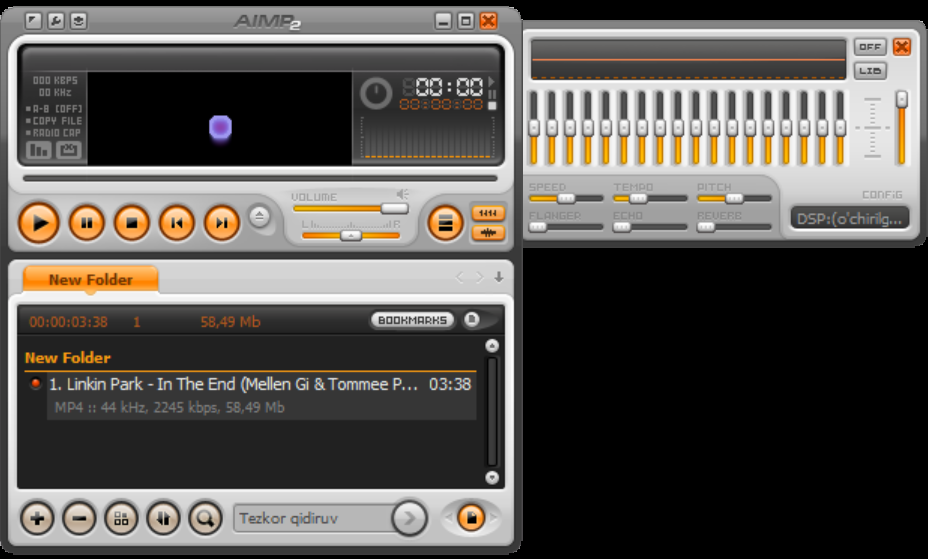 AIMP2
000 KBPS
00 KHz
A-B [OFF]
COPY FILE
RADIO CAP
00:00
00:00:00
VOLUME
L R
OFF
LIB
SPEED TEMPO PITCH
FLANGER ECHO REVERB
CONFIG
DSP:(o'chirilg...
New Folder
00:00:03:38 1 58,49 Mb BOOKMARKS
New Folder
1. Linkin Park - In The End (Mellen Gi & Tommee P... 03:38
MP4 :: 44 kHz, 2245 kbps, 58,49 Mb
Tezkor qidiruv